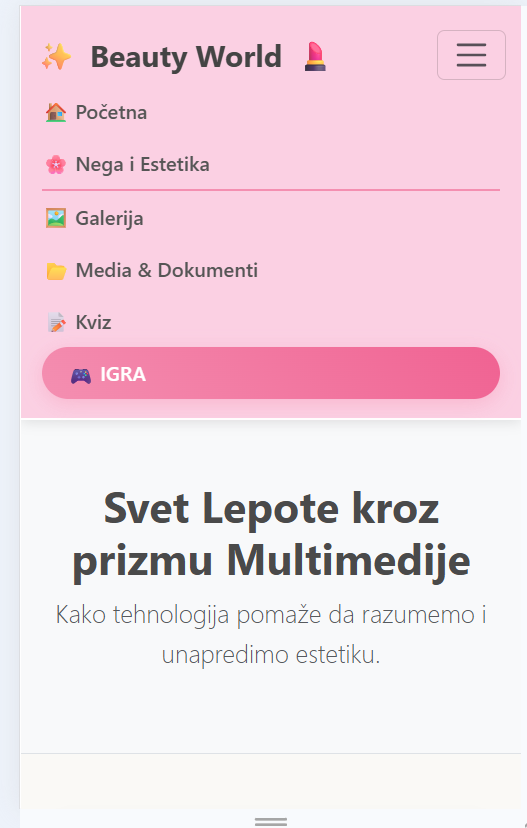 Beauty World
Početna
Nega i Estetika
Galerija
Media & Dokumenti
Kviz
IGRA
Svet Lepote kroz
prizmu Multimedije
Kako tehnologija pomaže da razumemo i
unapredimo estetiku.